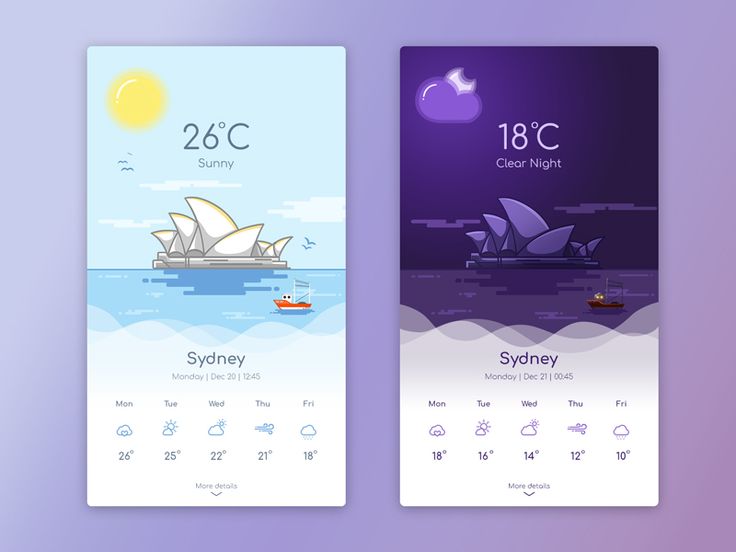 26°C
Sunny
Sydney
Monday | Dec 20 | 12:45
Mon Tue Wed Thu Fri
26° 25° 22° 21° 18°
More details
18°C
Clear Night
Sydney
Monday | Dec 21 | 00:45
Mon Tue Wed Thu Fri
18° 16° 14° 12° 10°
More details